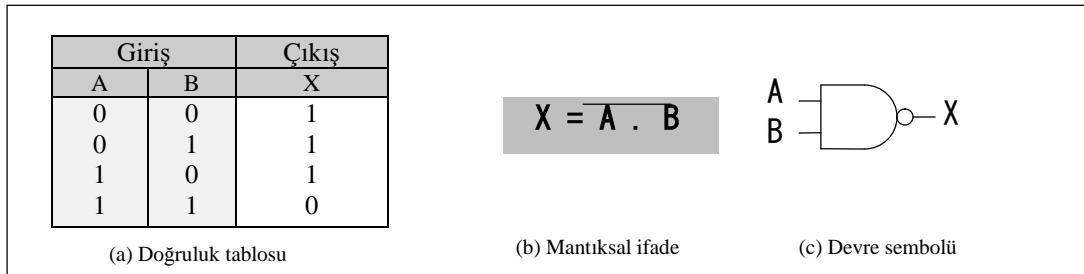 Giriş Çıkış
A B X
0 0 1
0 1 1
1 0 1
1 1 0
(a) Doğruluk tablosu
X = A . B
(b) Mantıksal ifade
A
B
X
(c) Devre sembolü